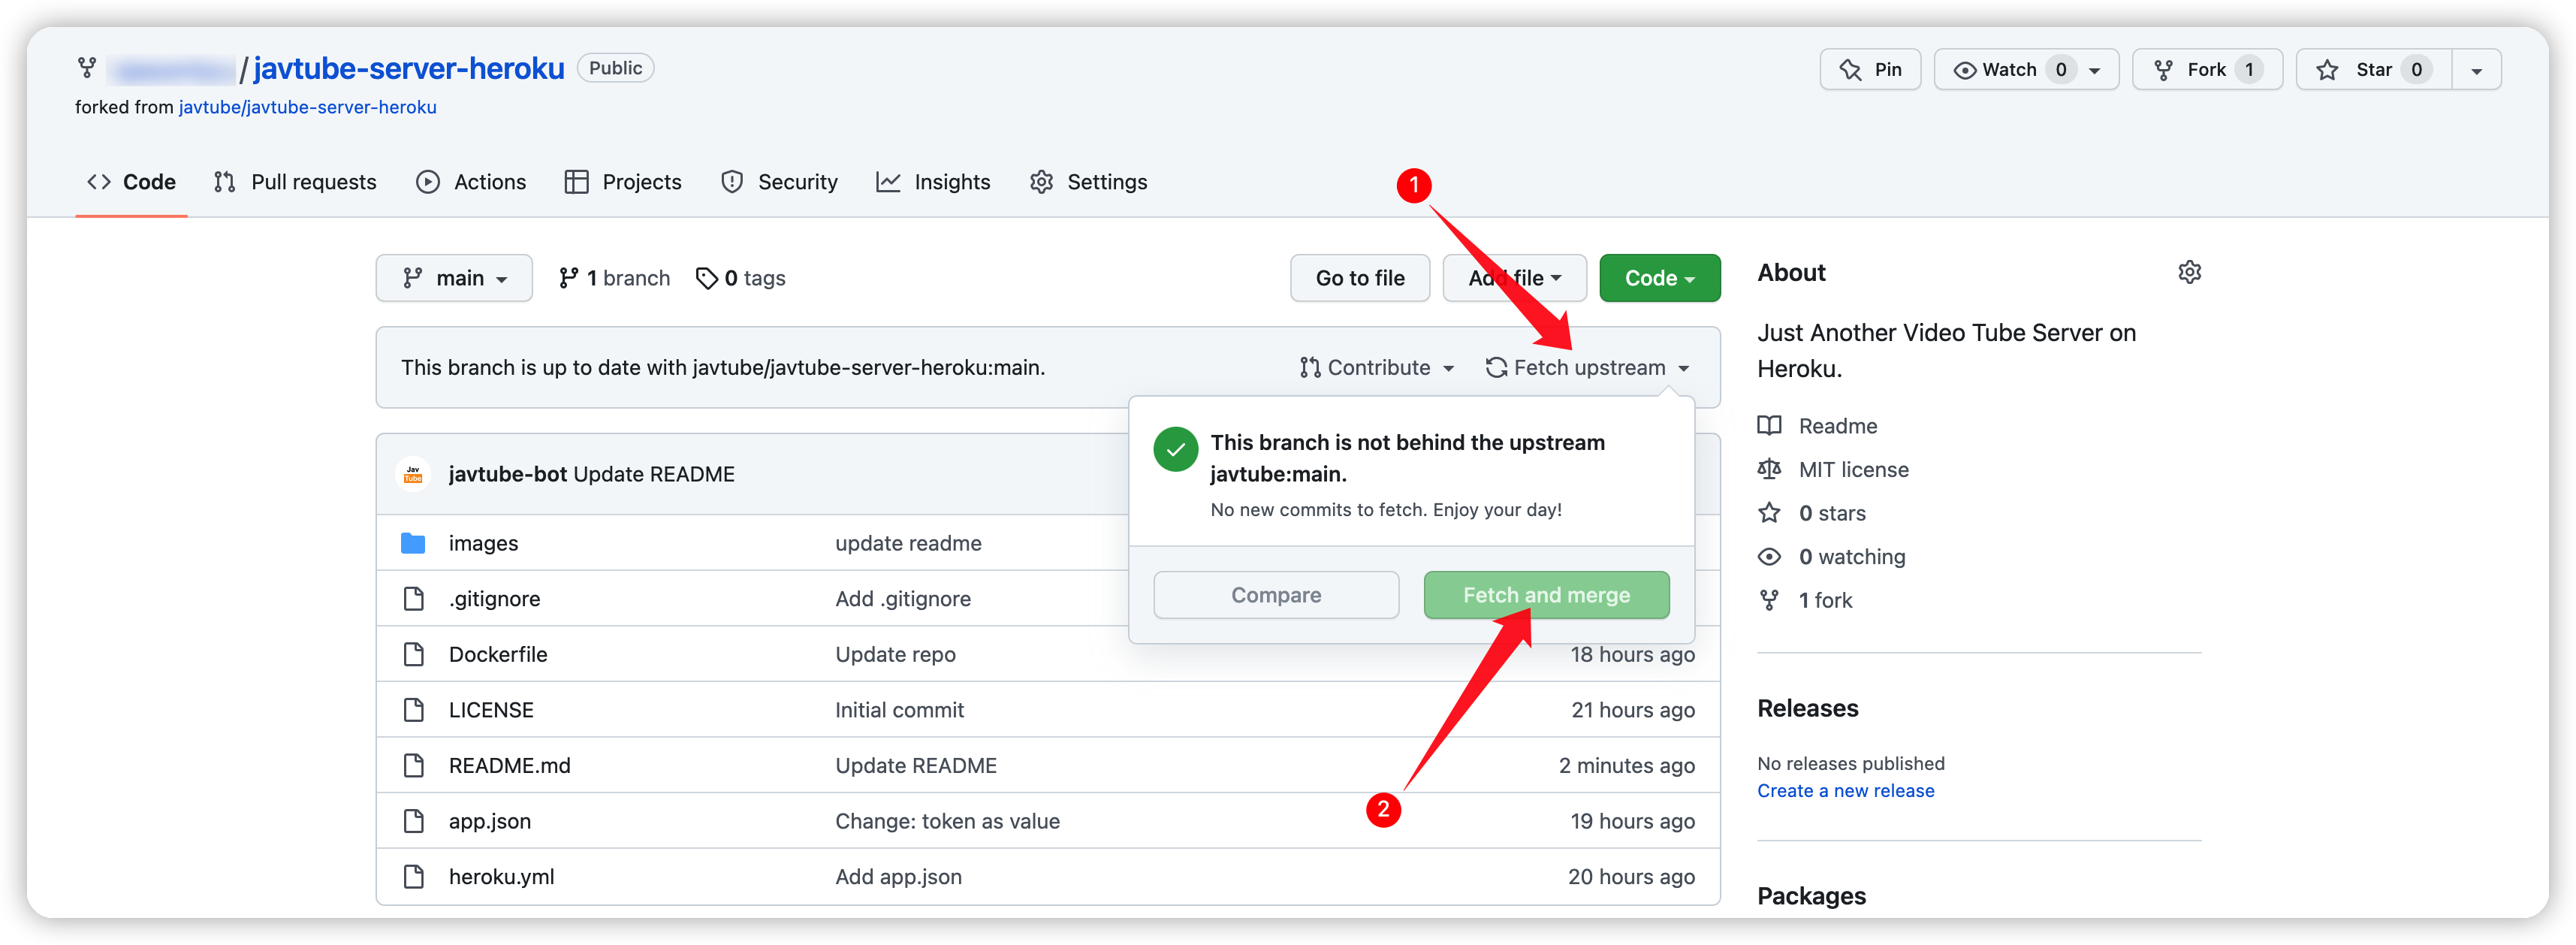 / javtube-server-heroku Public
Pin Watch 0 Fork 1 Star 0
forked from javtube/javtube-server-heroku
Code Pull requests Actions Projects Security Insights Settings
1
main 1 branch 0 tags Go to file Add file Code
This branch is up to date with javtube/javtube-server-heroku:main. Contribute Fetch upstream
This branch is not behind the upstream
javtube:main.
No new commits to fetch. Enjoy your day!
Compare Fetch and merge
2
Jav
Tube
javtube-bot Update README
images update readme
.gitignore Add .gitignore
Dockerfile Update repo 18 hours ago
LICENSE Initial commit 21 hours ago
README.md Update README 2 minutes ago
app.json Change: token as value 19 hours ago
heroku.yml Add app.json 20 hours ago
About
Just Another Video Tube Server on
Heroku.
Readme
MIT license
0 stars
0 watching
1 fork
Releases
No releases published
Create a new release
Packages